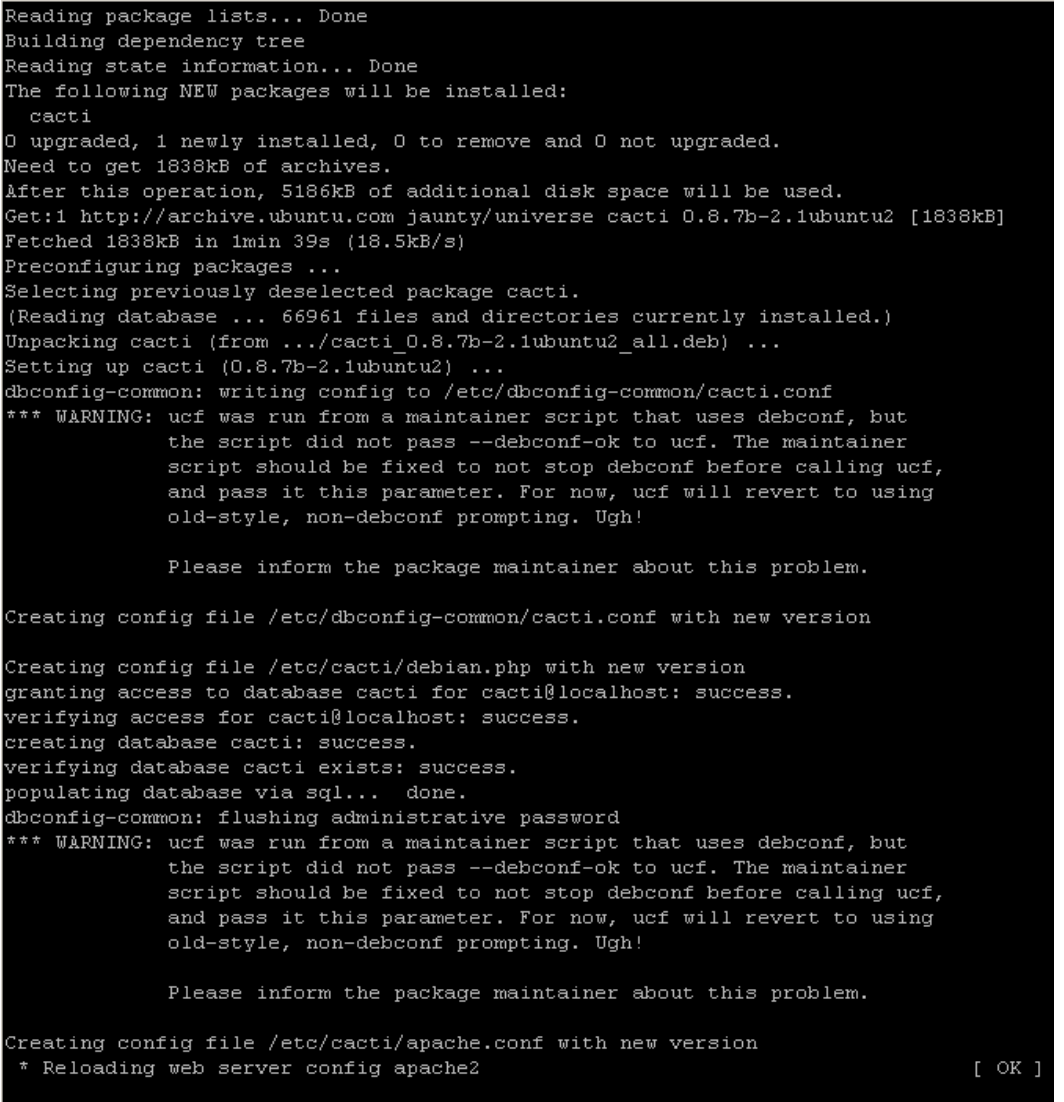 Reading package lists... Done
Building dependency tree
Reading state information... Done
The following NEW packages will be installed:
  cacti
0 upgraded, 1 newly installed, 0 to remove and 0 not upgraded.
Need to get 1838kB of archives.
After this operation, 5186kB of additional disk space will be used.
Get:1 http://archive.ubuntu.com jaunty/universe cacti 0.8.7b-2.1ubuntu2 [1838kB]
Fetched 1838kB in 1min 39s (18.5kB/s)
Preconfiguring packages ...
Selecting previously deselected package cacti.
(Reading database ... 66961 files and directories currently installed.)
Unpacking cacti (from .../cacti_0.8.7b-2.1ubuntu2_all.deb) ...
Setting up cacti (0.8.7b-2.1ubuntu2) ...
dbconfig-common: writing config to /etc/dbconfig-common/cacti.conf
*** WARNING: ucf was run from a maintainer script that uses debconf, but
             the script did not pass --debconf-ok to ucf. The maintainer
             script should be fixed to not stop debconf before calling ucf,
             and pass it this parameter. For now, ucf will revert to using
             old-style, non-debconf prompting. Ugh!

             Please inform the package maintainer about this problem.

Creating config file /etc/dbconfig-common/cacti.conf with new version

Creating config file /etc/cacti/debian.php with new version
granting access to database cacti for cacti@localhost: success.
verifying access for cacti@localhost: success.
creating database cacti: success.
verifying database cacti exists: success.
populating database via sql...  done.
dbconfig-common: flushing administrative password
*** WARNING: ucf was run from a maintainer script that uses debconf, but
             the script did not pass --debconf-ok to ucf. The maintainer
             script should be fixed to not stop debconf before calling ucf,
             and pass it this parameter. For now, ucf will revert to using
             old-style, non-debconf prompting. Ugh!

             Please inform the package maintainer about this problem.

Creating config file /etc/cacti/apache.conf with new version
 * Reloading web server config apache2 [ OK ]